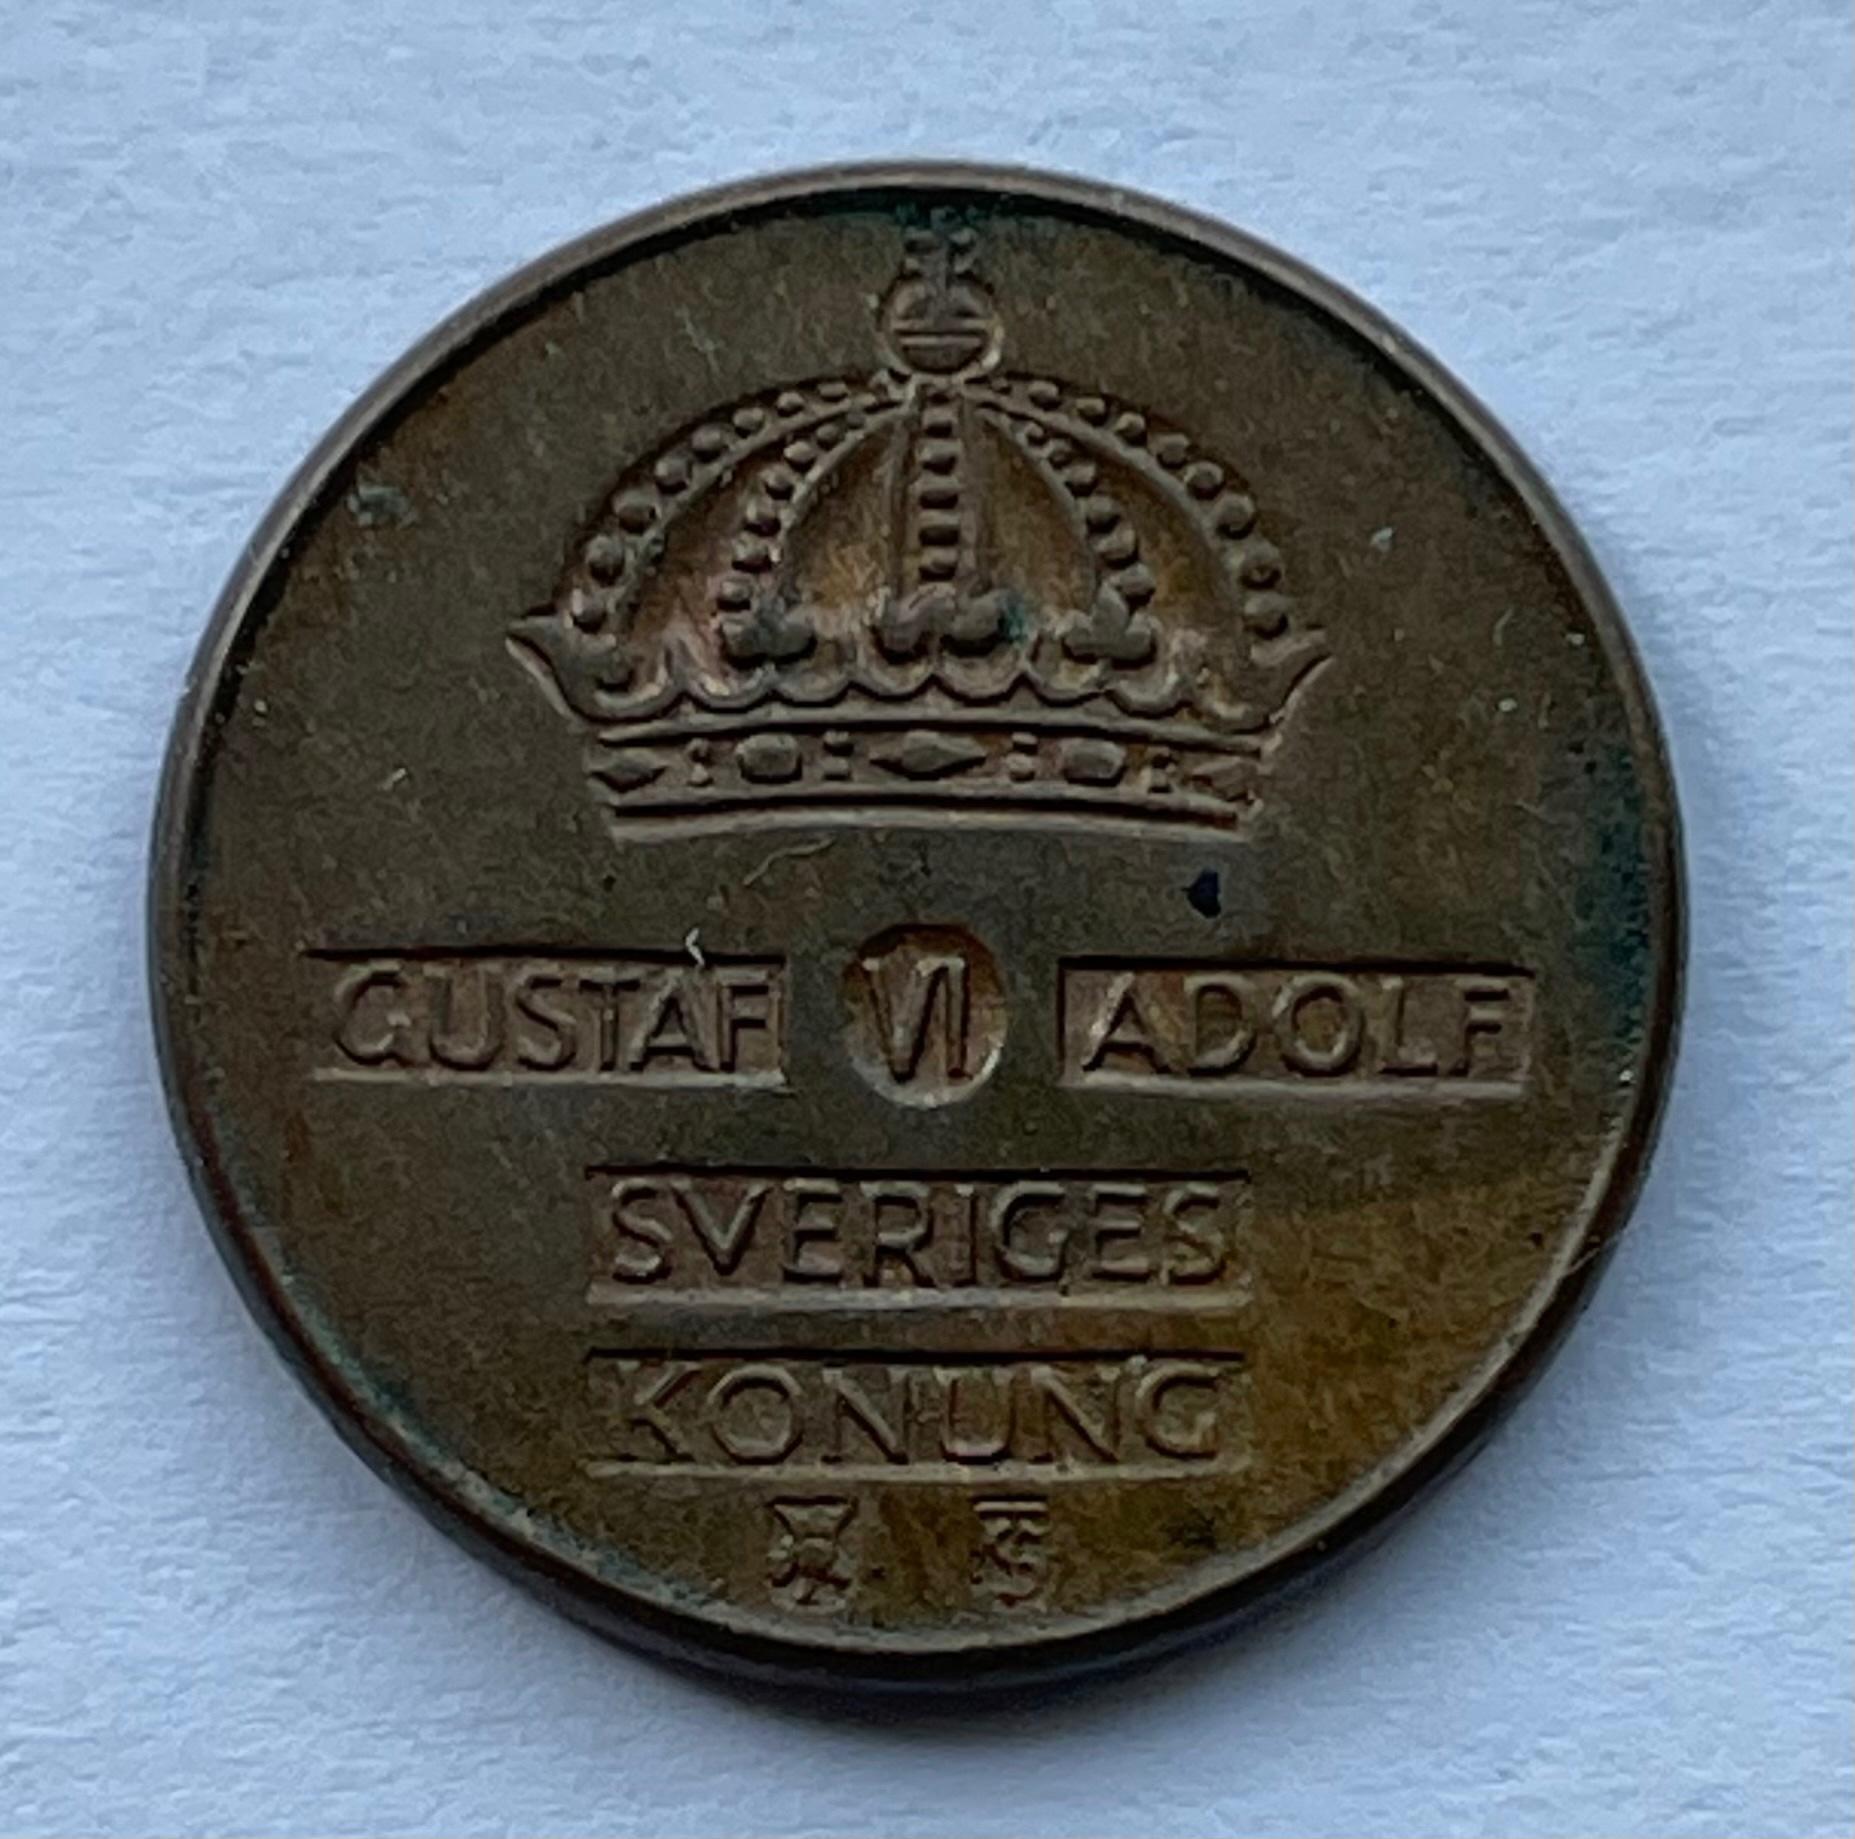 GUSTAF VI ADOLF
SVERIGES
KONUNG